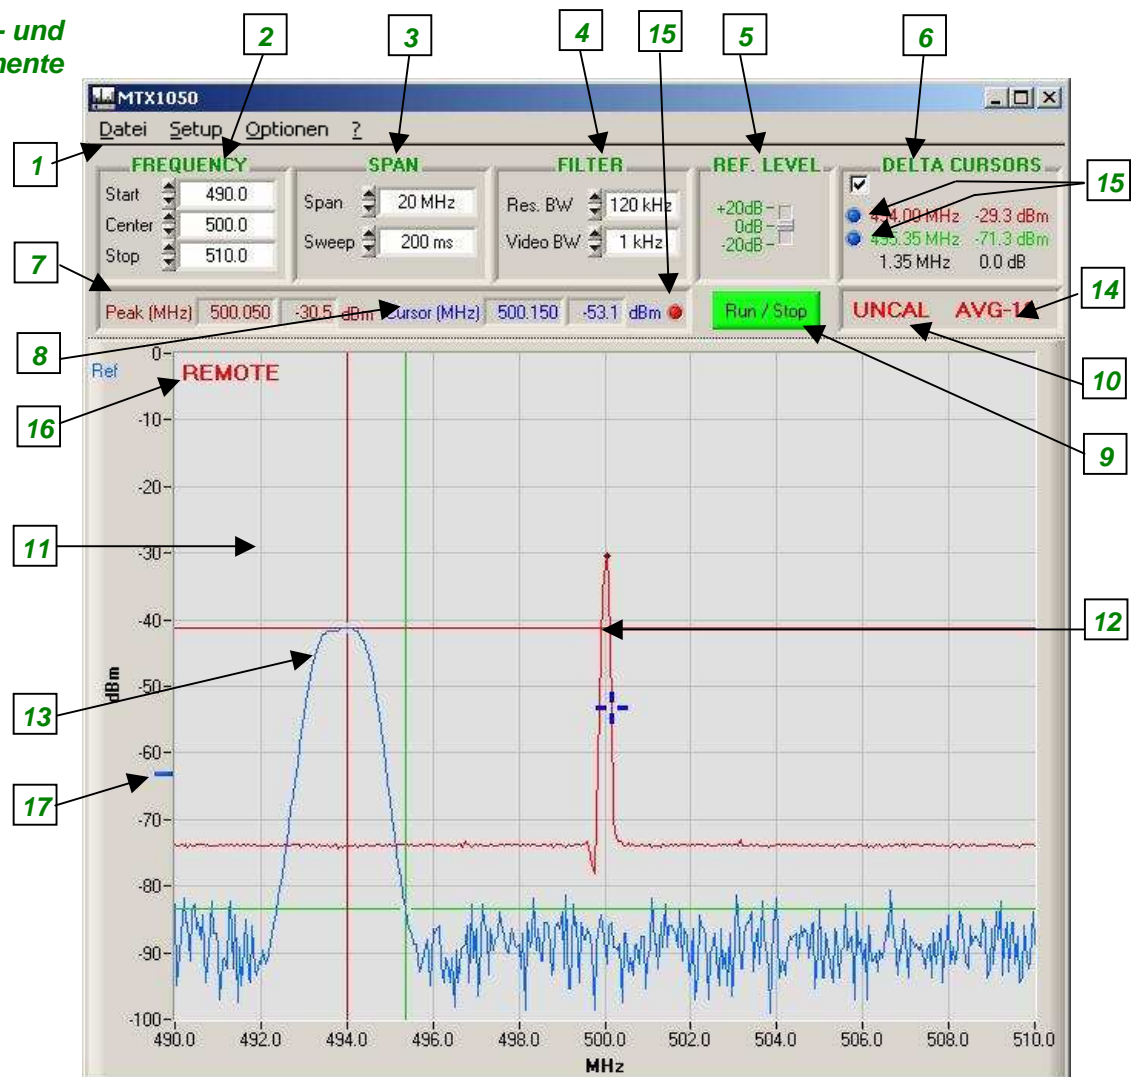 - und
mente
2
3
4
15
5
6
MTX1050
Datei Setup Optionen ?
1
FREQUENCY
Start 490.0
Center 500.0
Stop 510.0
SPAN
Span 20 MHz
Sweep 200 ms
FILTER
Res. BW 120 kHz
Video BW 1 kHz
REF. LEVEL
+20dB
0dB
-20dB
DELTA CURSORS
MHz -29.3 dBm
MHz -71.3 dBm
1.35 MHz 0.0 dB
15
7
Peak (MHz) 500.050 -30.5 dBm Cursor (MHz) 500.150 -53.1 dBm
Run / Stop
UNCAL
14
8
10
Ref
REMOTE
16
9
11
12
13
17
0
-10
-20
-30
-40
-50
-60
-70
-80
-90
-100
dBm
490.0 492.0 494.0 496.0 498.0 500.0 502.0 504.0 506.0 508.0 510.0
MHz